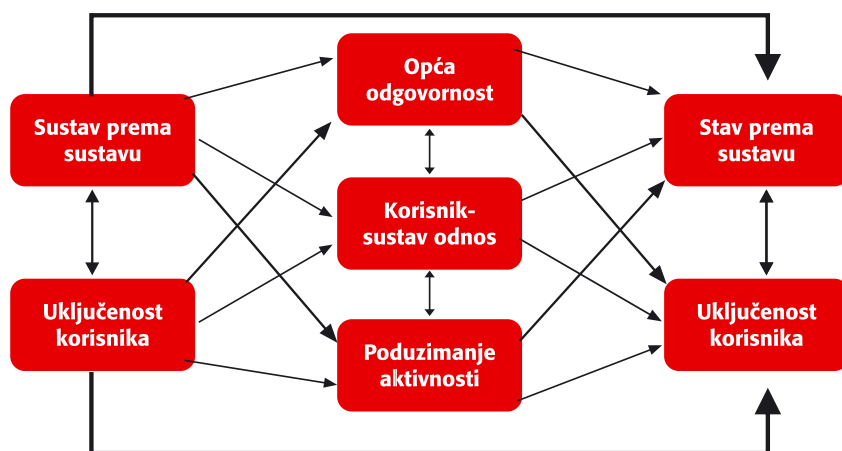 Opća
odgovornost
Sustav prema
sustavu
Stav prema
sustavu
Korisnik-
sustav odnos
Uključenost
korisnika
Uključenost
korisnika
Poduzimanje
aktivnosti